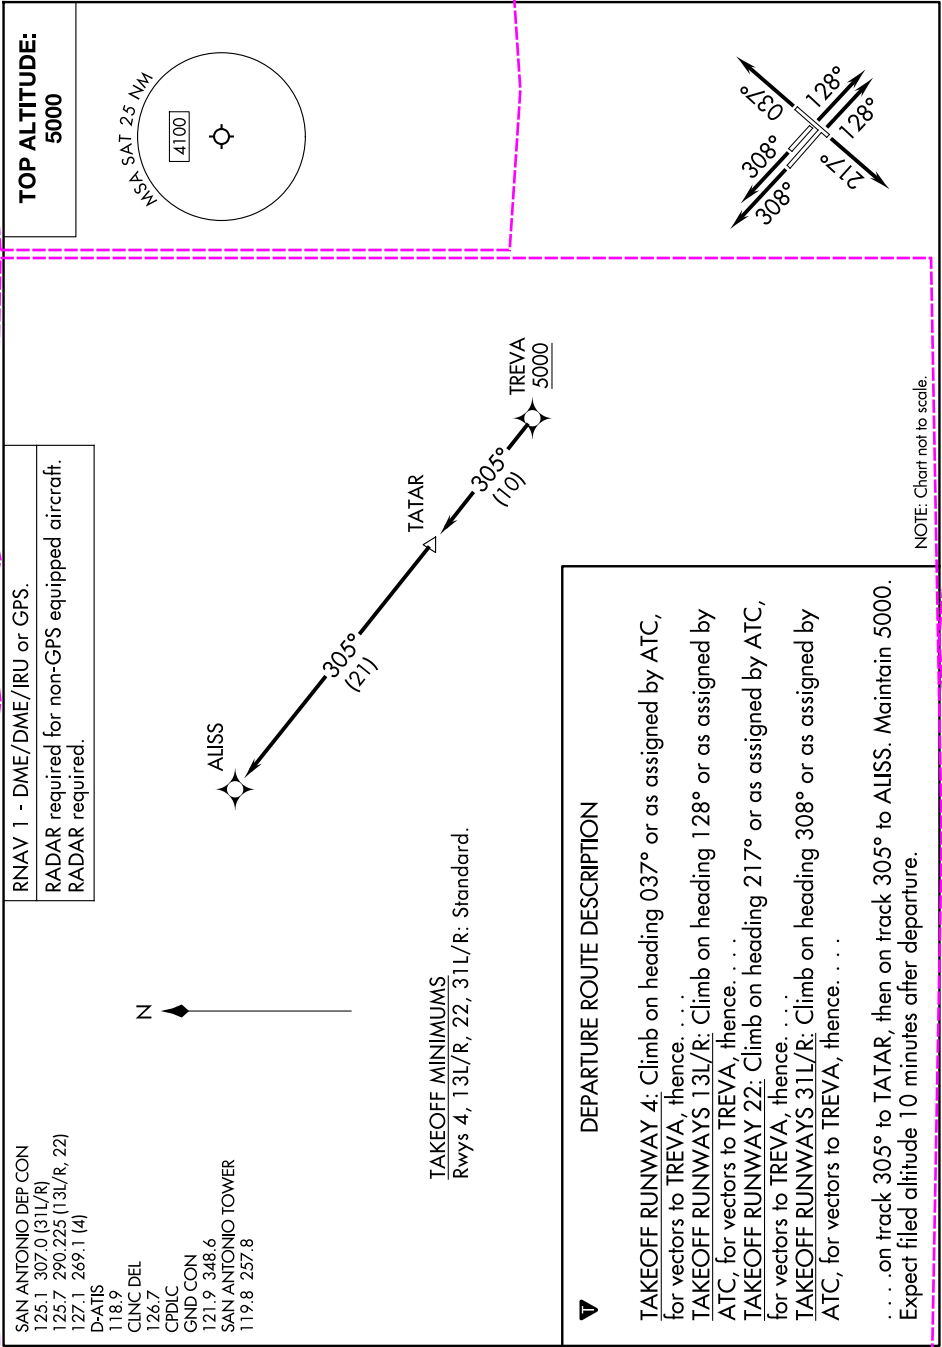 SAN ANTONIO DEP CON
125.1 307.0 (31L/R)
125.7 290.225 (13L/R, 22)
127.1 269.1 (4)
D-ATIS
118.9
CLNC DEL
126.7
CPDLC
GND CON
121.9 348.6
SAN ANTONIO TOWER
119.8 257.8
RNAV 1 - DME/DME/IRU or GPS.
RADAR required for non-GPS equipped aircraft.
RADAR required.
TOP ALTITUDE:
5000
MSA SAT 25 NM
4100
N
ALISS
305°
(21)
TATAR
305°
(10)
TREVA
5000
TAKEOFF MINIMUMS
Rwys 4, 13L/R, 22, 31L/R: Standard.
308°
308°
037°
217°
128°
128°
NOTE: Chart not to scale.
T
DEPARTURE ROUTE DESCRIPTION
TAKEOFF RUNWAY 4: Climb on heading 037° or as assigned by ATC,
for vectors to TREVA, thence. . . .
TAKEOFF RUNWAYS 13L/R: Climb on heading 128° or as assigned by
ATC, for vectors to TREVA, thence. . . .
TAKEOFF RUNWAY 22: Climb on heading 217° or as assigned by ATC,
for vectors to TREVA, thence. . . .
TAKEOFF RUNWAYS 31L/R: Climb on heading 308° or as assigned by
ATC, for vectors to TREVA, thence. . . .
. . . .on track 305° to TATAR, then on track 305° to ALISS. Maintain 5000.
Expect filed altitude 10 minutes after departure.